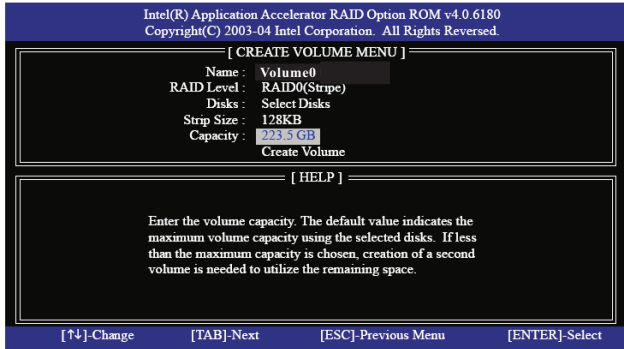 Intel(R) Application Accelerator RAID Option ROM v4.0.6180
Copyright(C) 2003-04 Intel Corporation. All Rights Reversed.
[ CREATE VOLUME MENU ]
Name : Volume0
RAID Level : RAID0(Stripe)
Disks : Select Disks
Strip Size : 128KB
Capacity : 223.5 GB
Create Volume
[ HELP ]
Enter the volume capacity. The default value indicates the
maximum volume capacity using the selected disks. If less
than the maximum capacity is chosen, creation of a second
volume is needed to utilize the remaining space.
[↑↓]-Change [TAB]-Next [ESC]-Previous Menu [ENTER]-Select